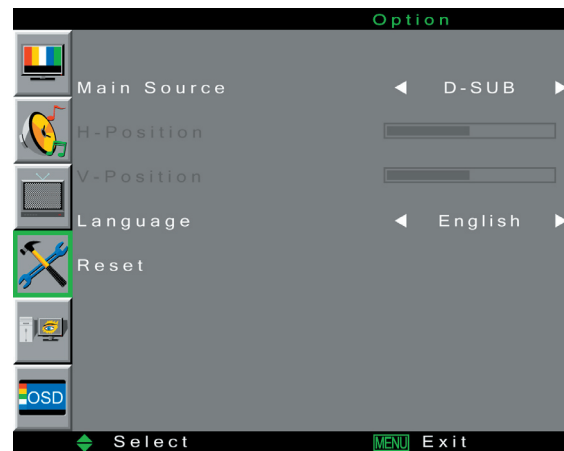 Option
Main Source D-SUB
H-Position
V-Position
Language English
Reset
OSD
Select MENU Exit